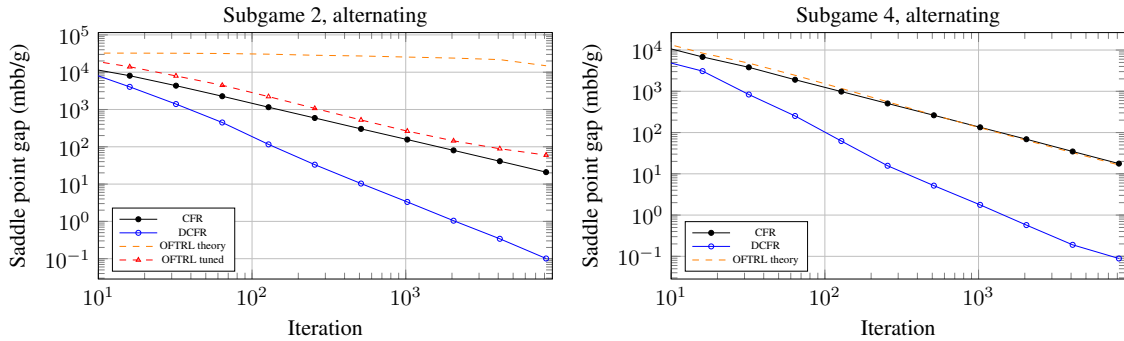 Subgame 2, alternating
Saddle point gap (mbb/g)
10^5
10^4
10^3
10^2
10^1
10^0
10^−1
CFR
DCFR
OFTRL theory
OFTRL tuned
10^1
10^2
10^3
Iteration
Subgame 4, alternating
Saddle point gap (mbb/g)
10^4
10^3
10^2
10^1
10^0
10^−1
CFR
DCFR
OFTRL theory
10^1
10^2
10^3
Iteration